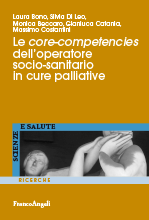 Laura Bono, Silvia Di Leo,
Monica Beccaro, Gianluca Catania,
Massimo Costantini
Le core-competencies
dell'operatore
socio-sanitario
in cure palliative
SCIENZE
E SALUTE
RICERCHE
FrancoAngeli